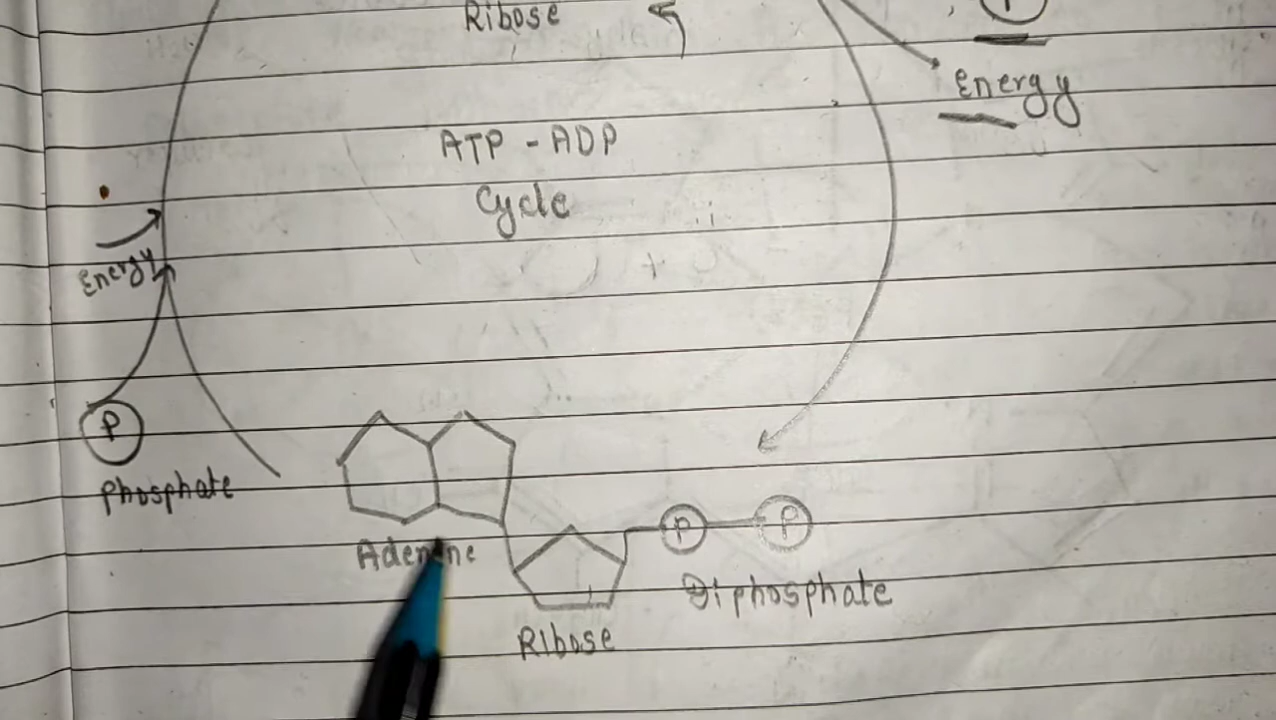 Ribose
P
Energy
ATP - ADP
Cycle
Energy
P
Phosphate
Adenine
P
P
Diphosphate
Ribose